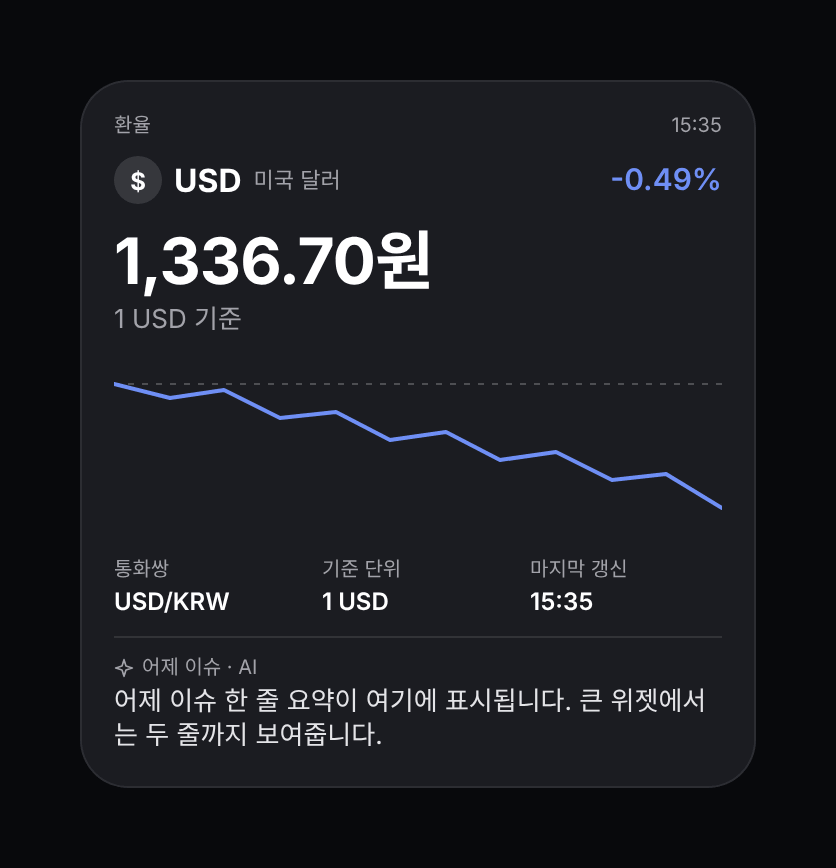 환율
15:35
$
USD 미국 달러
-0.49%
1,336.70원
1 USD 기준
통화쌍
기준 단위
마지막 갱신
USD/KRW
1 USD
15:35
어제 이슈 · AI
어제 이슈 한 줄 요약이 여기에 표시됩니다. 큰 위젯에서
는 두 줄까지 보여줍니다.